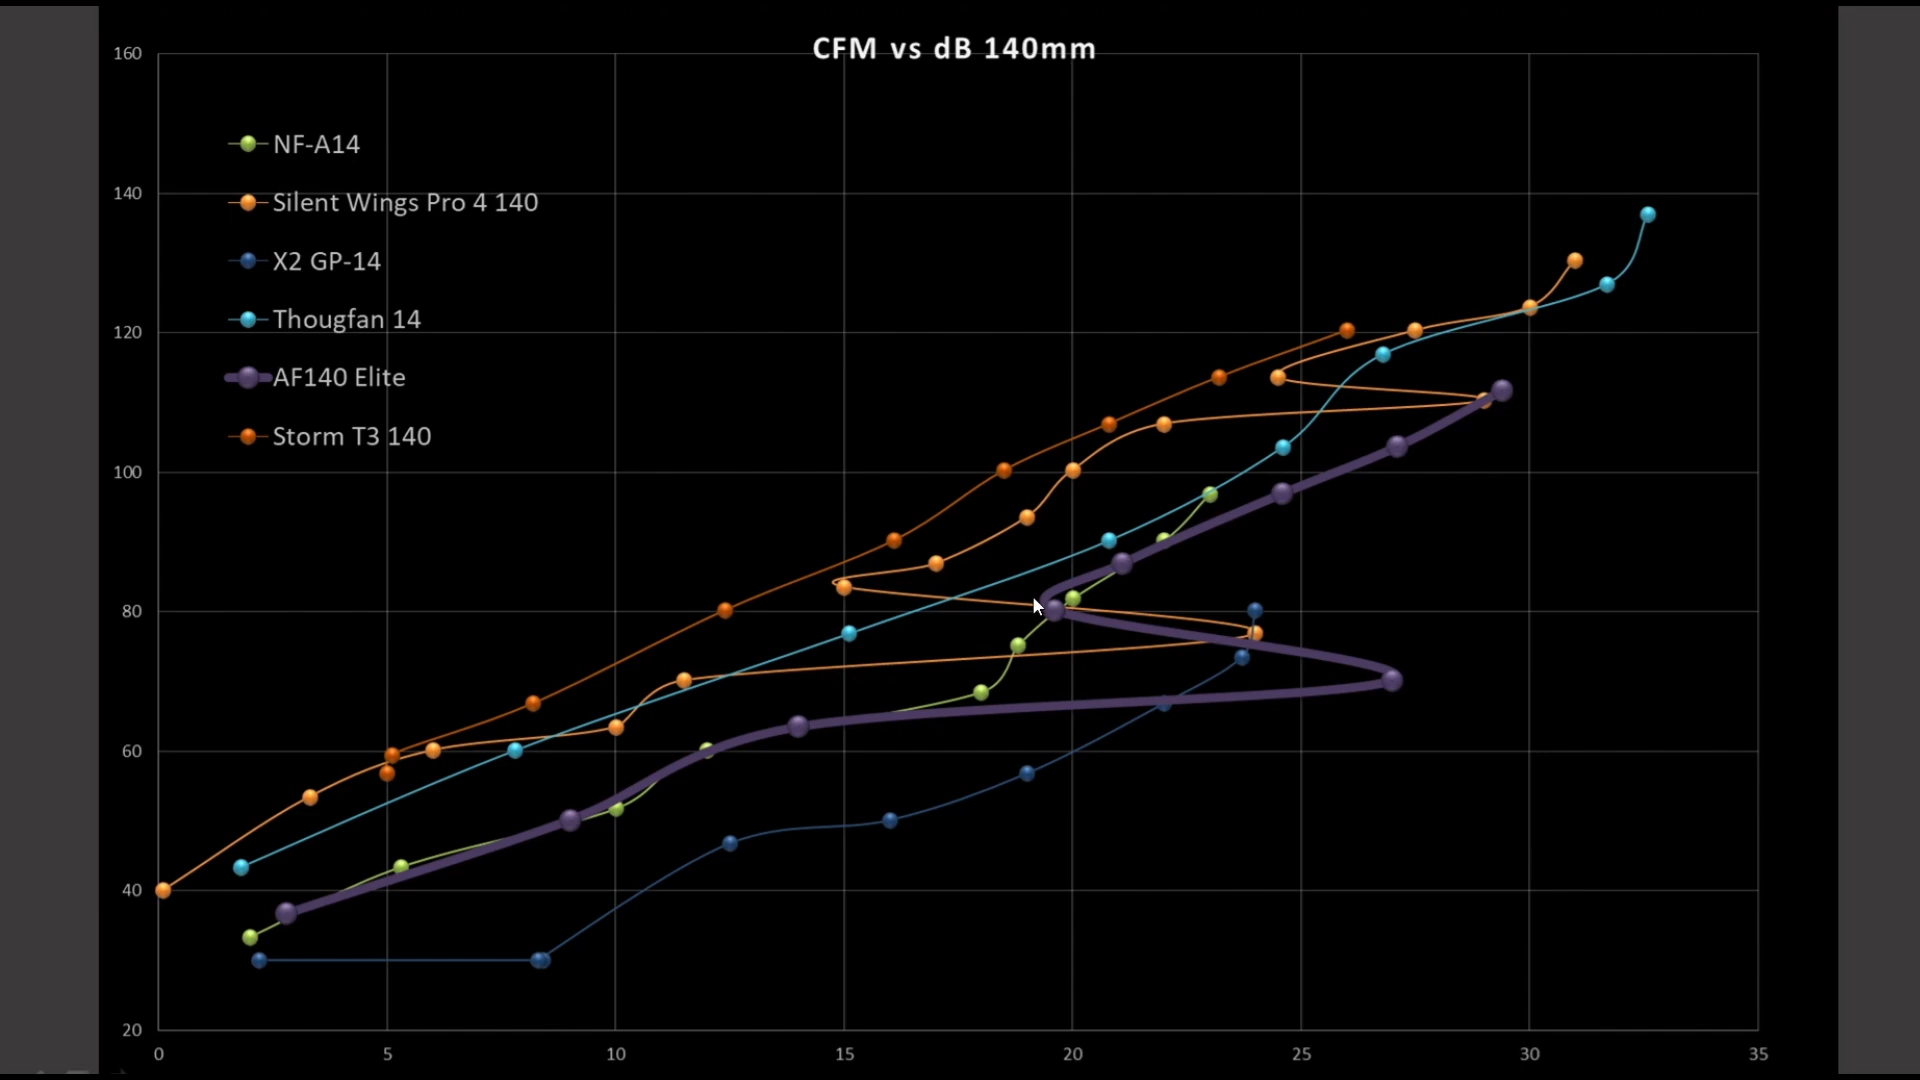 CFM vs dB 140mm
160
140
120
100
80
60
40
20
NF-A14
Silent Wings Pro 4 140
X2 GP-14
Thougfan 14
AF140 Elite
Storm T3 140
0 5 10 15 20 25 30 35